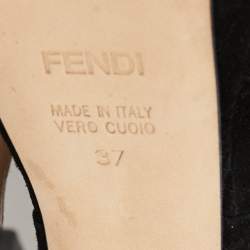 FENDI
MADE IN ITALY
VERO CUOIO
37